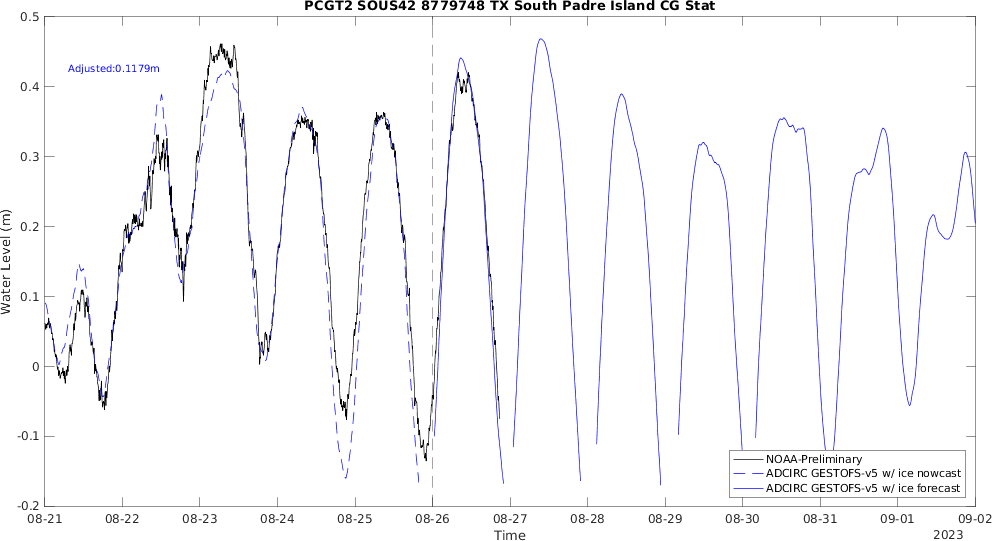 PCGT2 SOUS42 8779748 TX South Padre Island CG Stat
Adjusted:0.1179m
Water Level (m)
0.5
0.4
0.3
0.2
0.1
0
-0.1
-0.2
NOAA-Preliminary
ADCIRC GESTOFS-v5 w/ ice nowcast
ADCIRC GESTOFS-v5 w/ ice forecast
08-21 08-22 08-23 08-24 08-25 08-26 08-27 08-28 08-29 08-30 08-31 09-01 09-02
Time
2023